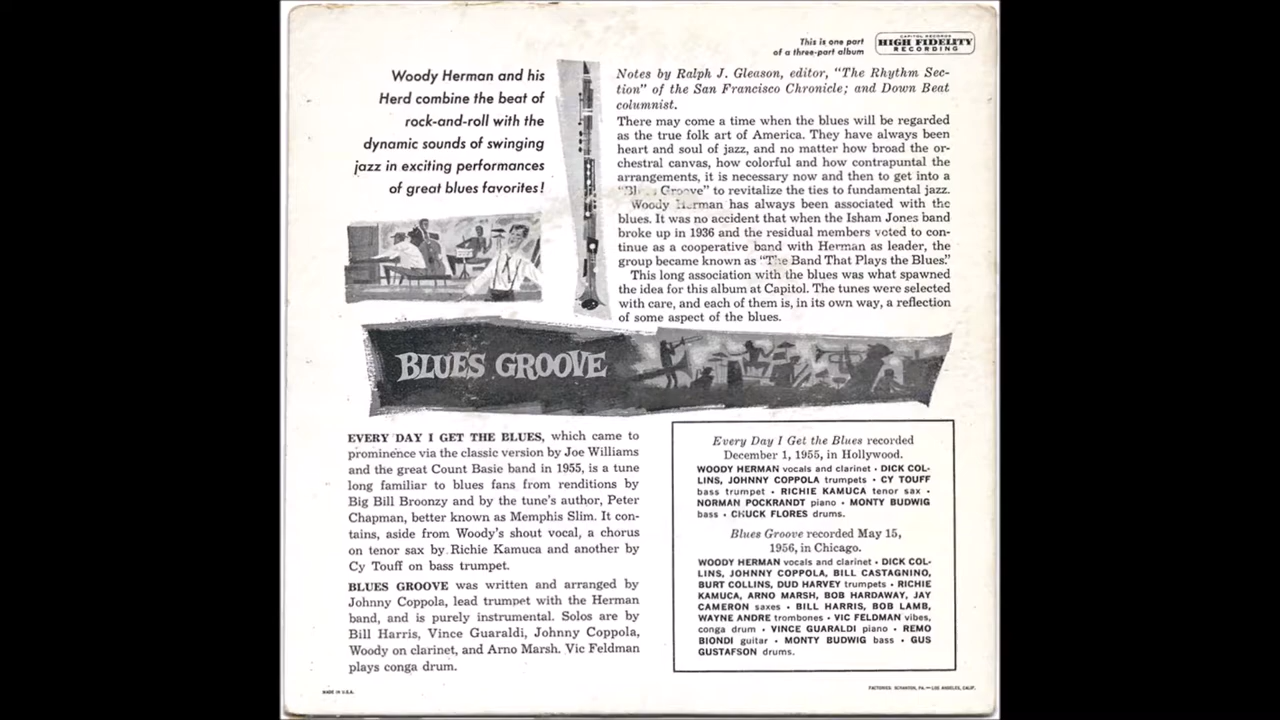 This is one part
of a three-part album
CAPITOL RECORDS
HIGH FIDELITY
RECORDING
Woody Herman and his
Herd combine the beat of
rock-and-roll with the
dynamic sounds of swinging
jazz in exciting performances
of great blues favorites!
Notes by Ralph J. Gleason, editor, “The Rhythm Sec-
tion” of the San Francisco Chronicle; and Down Beat
columnist.
There may come a time when the blues will be regarded
as the true folk art of America. They have always been
heart and soul of jazz, and no matter how broad the or-
chestral canvas, how colorful and how contrapuntal the
arrangements, it is necessary now and then to get into a
“Blues Groove” to revitalize the ties to fundamental jazz.
Woody Herman has always been associated with the
blues. It was no accident that when the Isham Jones band
broke up in 1936 and the residual members voted to con-
tinue as a cooperative band with Herman as leader, the
group became known as “The Band That Plays the Blues.”
This long association with the blues was what spawned
the idea for this album at Capitol. The tunes were selected
with care, and each of them is, in its own way, a reflection
of some aspect of the blues.
BLUES GROOVE
EVERY DAY I GET THE BLUES, which came to
prominence via the classic version by Joe Williams
and the great Count Basie band in 1955, is a tune
long familiar to blues fans from renditions by
Big Bill Broonzy and by the tune’s author, Peter
Chapman, better known as Memphis Slim. It con-
tains, aside from Woody’s shout vocal, a chorus
on tenor sax by Richie Kamuca and another by
Cy Touff on bass trumpet.
BLUES GROOVE was written and arranged by
Johnny Coppola, lead trumpet with the Herman
band, and is purely instrumental. Solos are by
Bill Harris, Vince Guaraldi, Johnny Coppola,
Woody on clarinet, and Arno Marsh. Vic Feldman
plays conga drum.
Every Day I Get the Blues recorded
December 1, 1955, in Hollywood.
WOODY HERMAN vocals and clarinet • DICK COL-
LINS, JOHNNY COPPOLA trumpets • CY TOUFF
bass trumpet • RICHIE KAMUCA tenor sax •
NORMAN POCKRANDT piano • MONTY BUDWIG
bass • CHUCK FLORES drums.
Blues Groove recorded May 15,
1956, in Chicago.
WOODY HERMAN vocals and clarinet • DICK COL-
LINS, JOHNNY COPPOLA, BILL CASTAGNINO,
BURT COLLINS, DUD HARVEY trumpets • RICHIE
KAMUCA, ARNO MARSH, BOB HARDAWAY, JAY
CAMERON saxes • BILL HARRIS, BOB LAMB,
WAYNE ANDRE trombones • VIC FELDMAN vibes,
conga drum • VINCE GUARALDI piano • REMO
BIONDI guitar • MONTY BUDWIG bass • GUS
GUSTAFSON drums.
MADE IN U.S.A.
FACTORIES: SCRANTON, PA.—LOS ANGELES, CALIF.